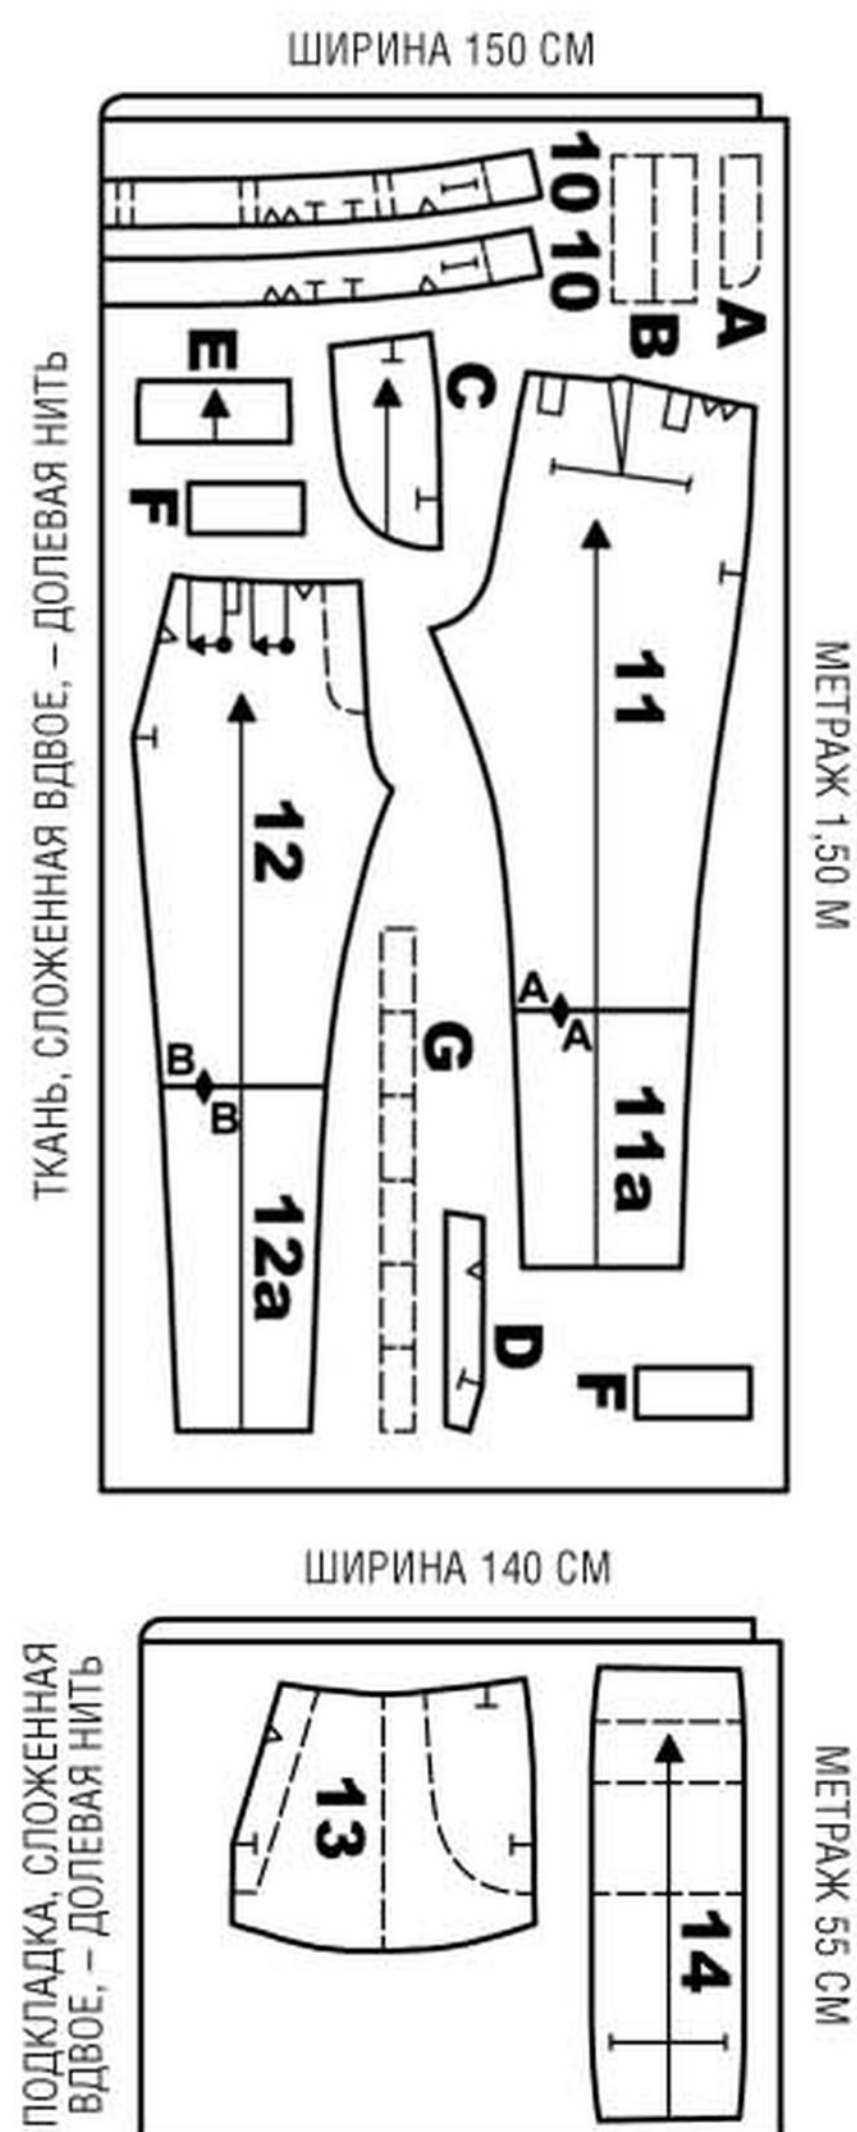 ШИРИНА 150 СМ
10
10
B
A
E
C
F
11
12
A
A
G
B
B
11a
12a
D
F
ТКАНЬ, СЛОЖЕННАЯ ВДВОЕ, – ДОЛЕВАЯ НИТЬ
МЕТРАЖ 1,50 М
ШИРИНА 140 СМ
13
14
ПОДКЛАДКА, СЛОЖЕННАЯ
ВДВОЕ, – ДОЛЕВАЯ НИТЬ
МЕТРАЖ 55 СМ